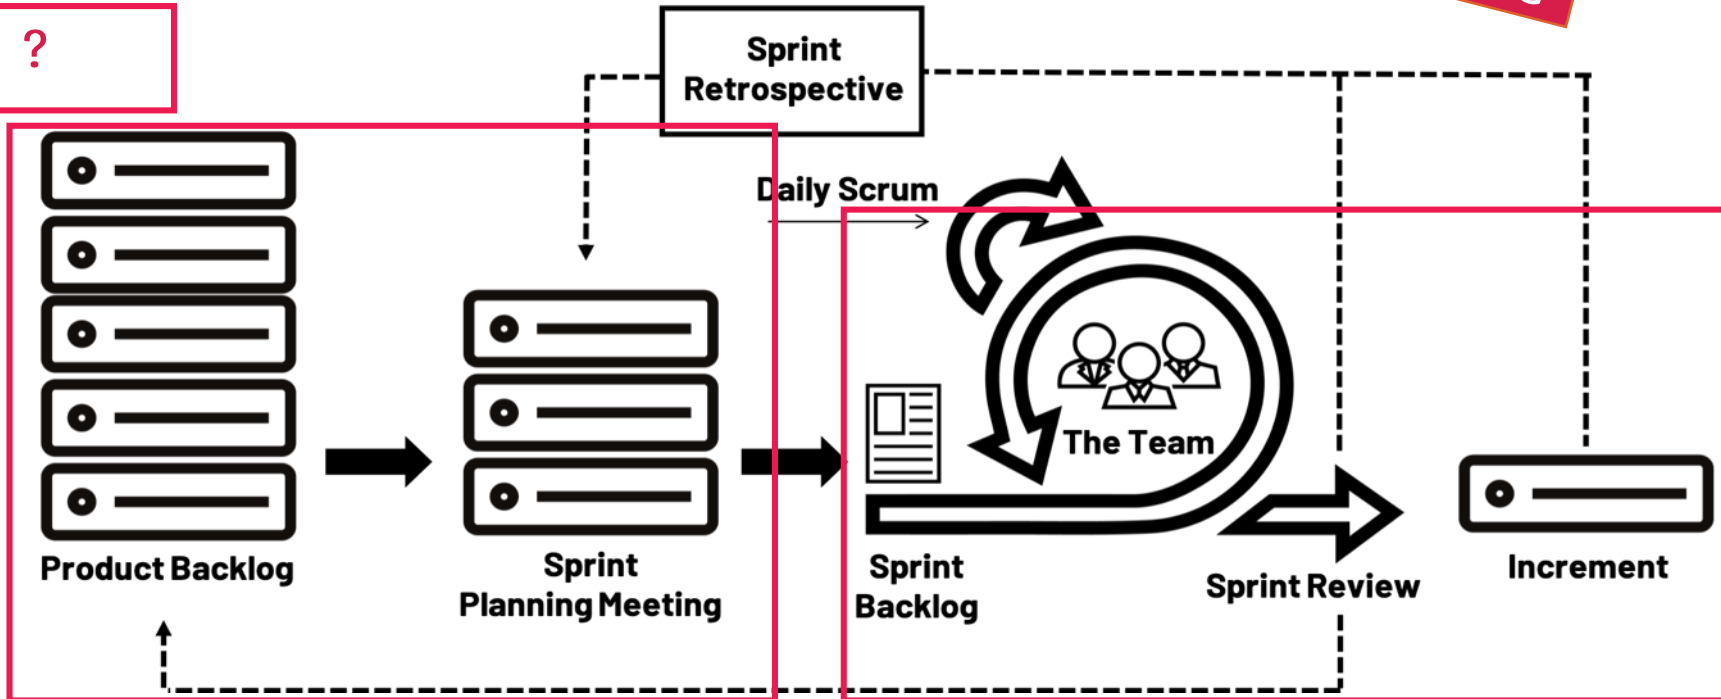 ?
Sprint
Retrospective
Daily Scrum
The Team
Product Backlog
Sprint
Planning Meeting
Sprint
Backlog
Sprint Review
Increment